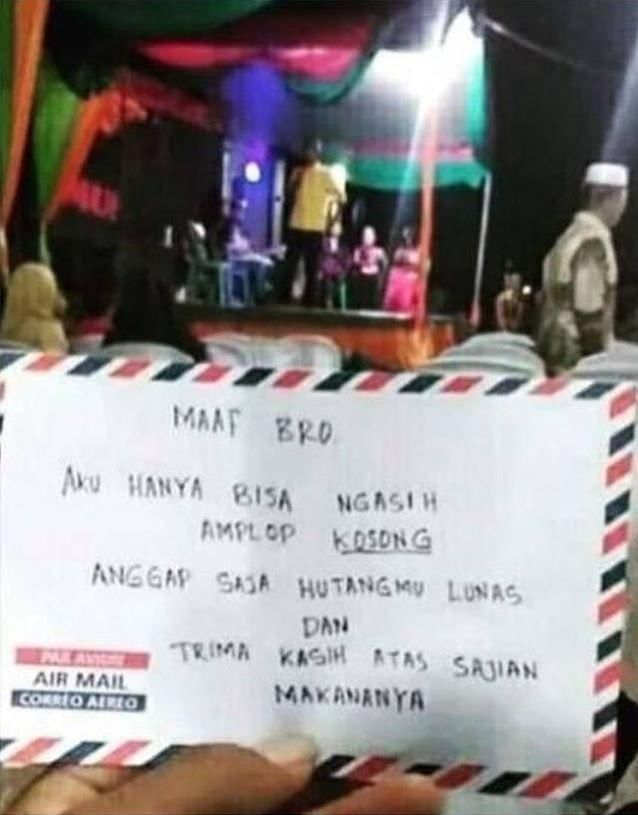 MAAF BRO.
AKU HANYA BISA NGASIH
AMPLOP KOSONG
ANGGAP SAJA HUTANGMU LUNAS
DAN
TRIMA KASIH ATAS SAJIAN
MAKANANYA
PAR AVION
AIR MAIL
CORREO AEREO